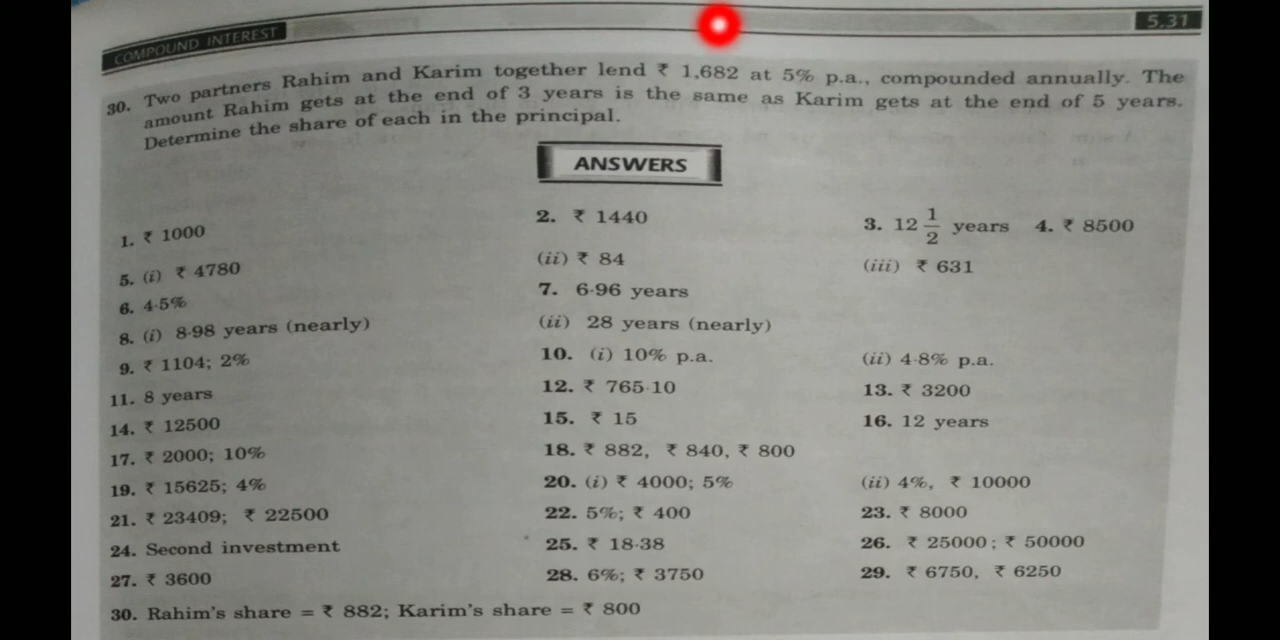 COMPOUND INTEREST 5.31
30. Two partners Rahim and Karim together lend ₹ 1,682 at 5% p.a., compounded annually. The
amount Rahim gets at the end of 3 years is the same as Karim gets at the end of 5 years.
Determine the share of each in the principal.
ANSWERS
1. ₹ 1000 2. ₹ 1440 3. 12 1/2 years 4. ₹ 8500
5. (i) ₹ 4780 (ii) ₹ 84 (iii) ₹ 631
6. 4·5% 7. 6·96 years
8. (i) 8·98 years (nearly) (ii) 28 years (nearly)
9. ₹ 1104; 2% 10. (i) 10% p.a. (ii) 4·8% p.a.
11. 8 years 12. ₹ 765·10 13. ₹ 3200
14. ₹ 12500 15. ₹ 15 16. 12 years
17. ₹ 2000; 10% 18. ₹ 882, ₹ 840, ₹ 800
19. ₹ 15625; 4% 20. (i) ₹ 4000; 5% (ii) 4%, ₹ 10000
21. ₹ 23409; ₹ 22500 22. 5%; ₹ 400 23. ₹ 8000
24. Second investment 25. ₹ 18·38 26. ₹ 25000; ₹ 50000
27. ₹ 3600 28. 6%; ₹ 3750 29. ₹ 6750, ₹ 6250
30. Rahim's share = ₹ 882; Karim's share = ₹ 800